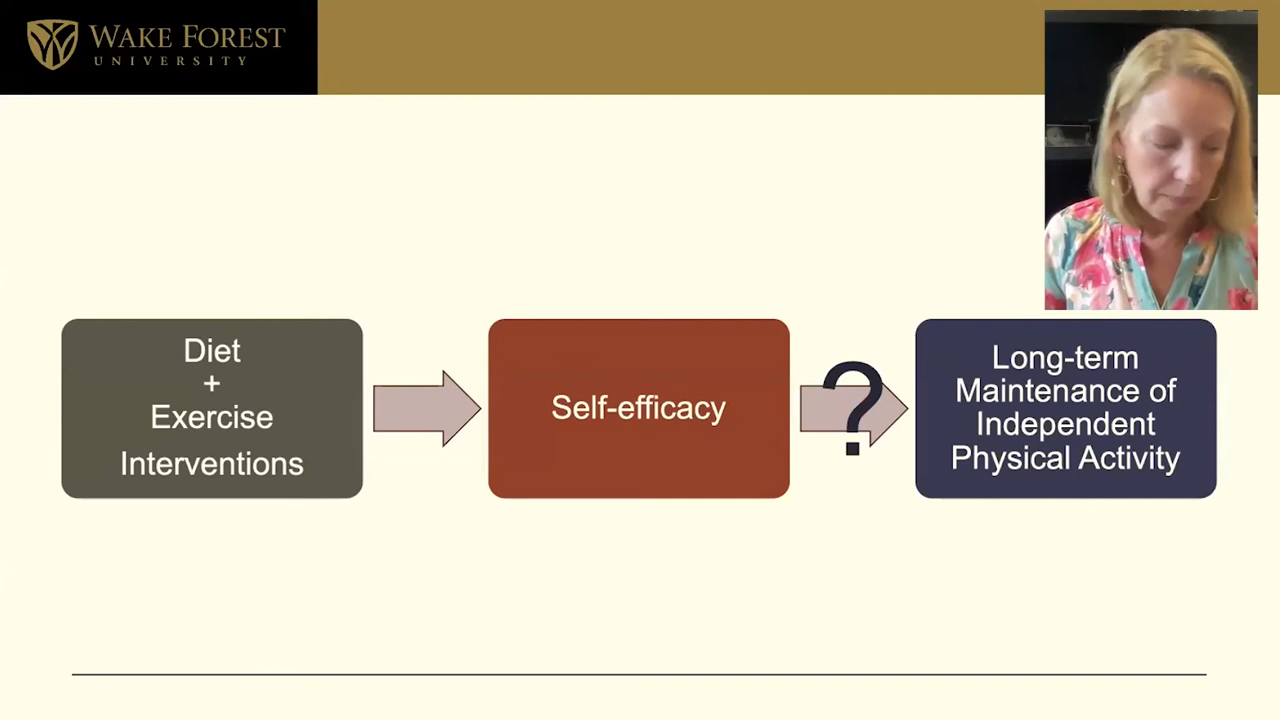 WAKE FOREST
UNIVERSITY
Diet
+
Exercise
Interventions
Self-efficacy
?
Long-term
Maintenance of
Independent
Physical Activity